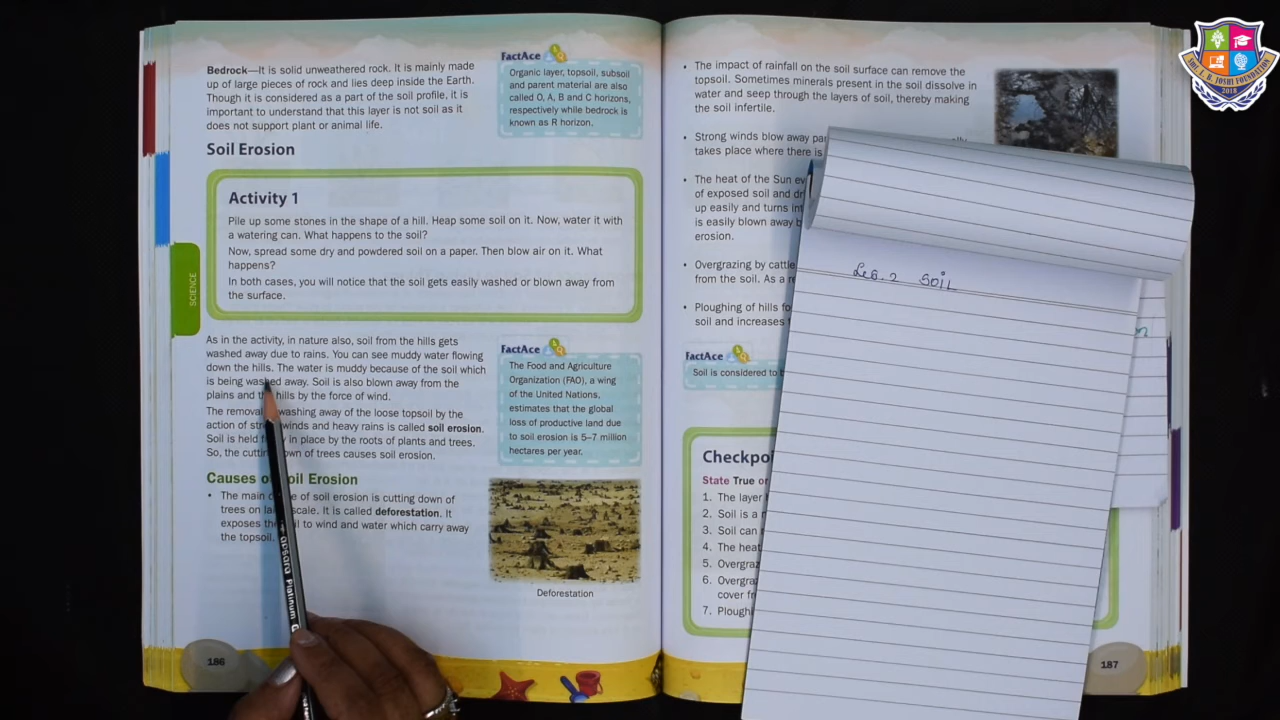 Bedrock—It is solid unweathered rock. It is mainly made
up of large pieces of rock and lies deep inside the Earth.
Though it is considered as a part of the soil profile, it is
important to understand that this layer is not soil as it
does not support plant or animal life.
FactAce
Organic layer, topsoil, subsoil
and parent material are also
called O, A, B and C horizons,
respectively while bedrock is
known as R horizon.
Soil Erosion
Activity 1
Pile up some stones in the shape of a hill. Heap some soil on it. Now, water it with
a watering can. What happens to the soil?
Now, spread some dry and powdered soil on a paper. Then blow air on it. What
happens?
In both cases, you will notice that the soil gets easily washed or blown away from
the surface.
SCIENCE
As in the activity, in nature also, soil from the hills gets
washed away due to rains. You can see muddy water flowing
down the hills. The water is muddy because of the soil which
is being washed away. Soil is also blown away from the
plains and the hills by the force of wind.
The removal washing away of the loose topsoil by the
action of winds and heavy rains is called soil erosion.
Soil is held in place by the roots of plants and trees.
So, the cutting down of trees causes soil erosion.
FactAce
The Food and Agriculture
Organization (FAO), a wing
of the United Nations,
estimates that the global
loss of productive land due
to soil erosion is 5–7 million
hectares per year.
Causes of Soil Erosion
• The main of soil erosion is cutting down of
trees on scale. It is called deforestation. It
exposes the to wind and water which carry away
the topsoil.
Deforestation
186
• The impact of rainfall on the soil surface can remove the
topsoil. Sometimes minerals present in the soil dissolve in
water and seep through the layers of soil, thereby making
the soil infertile.
• Strong winds blow away
takes place where there is
• The heat of the Sun
of exposed soil and
up easily and turns
is easily blown away
erosion.
• Overgrazing by cattle
from the soil. As a
• Ploughing of hills
soil and increases
FactAce
Soil is considered to
Checkpoi
State True or
1. The layer
2. Soil is a
3. Soil can
4. The heat
5. Overgraz
6. Overgra
cover
7. Plough
187
Les. 2 Soil
SMT. I. B. JOSHI FOUNDATION
2018
apsara Platinum